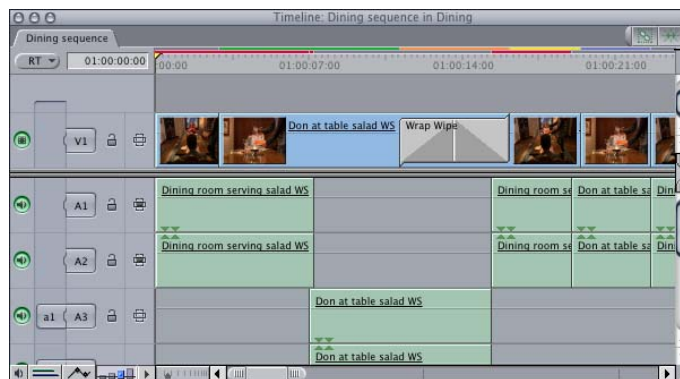 Timeline: Dining sequence in Dining
Dining sequence
RT 01:00:00:00 00:00 01:00:07:00 01:00:14:00 01:00:21:00
V1 Don at table salad WS Wrap Wipe
A1 Dining room serving salad WS Dining room se Don at table sa Din
A2 Dining room serving salad WS Dining room se Don at table sa Din
a1 A3 Don at table salad WS
Don at table salad WS